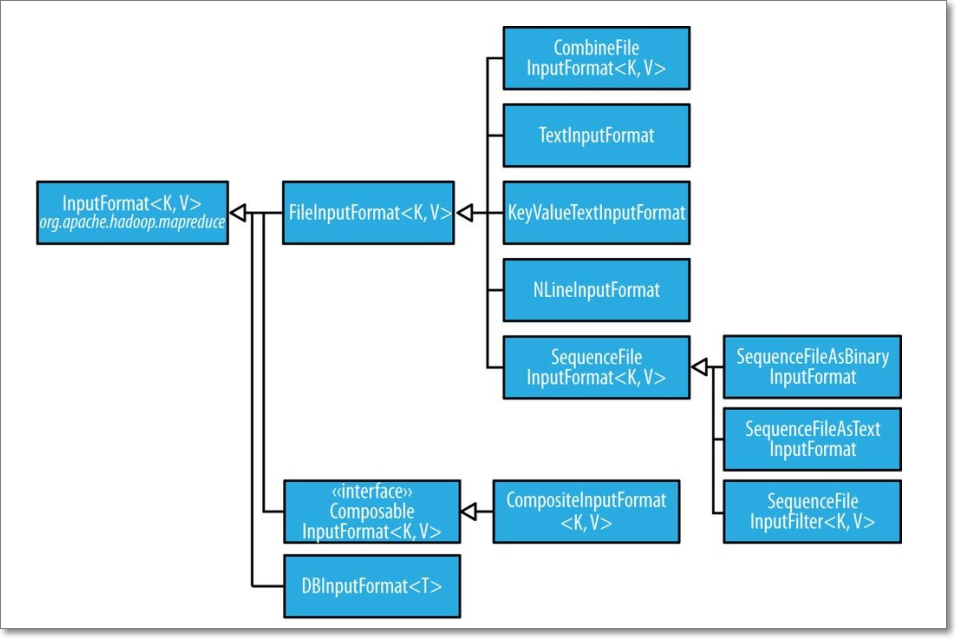 CombineFile
InputFormat<K, V>
TextInputFormat
InputFormat<K, V>
org.apache.hadoop.mapreduce
FileInputFormat<K, V>
KeyValueTextInputFormat
NLineInputFormat
SequenceFile
InputFormat<K, V>
SequenceFileAsBinary
InputFormat
SequenceFileAsText
InputFormat
‹‹interface››
Composable
InputFormat<K, V>
CompositeInputFormat
<K, V>
SequenceFile
InputFilter<K, V>
DBInputFormat<T>